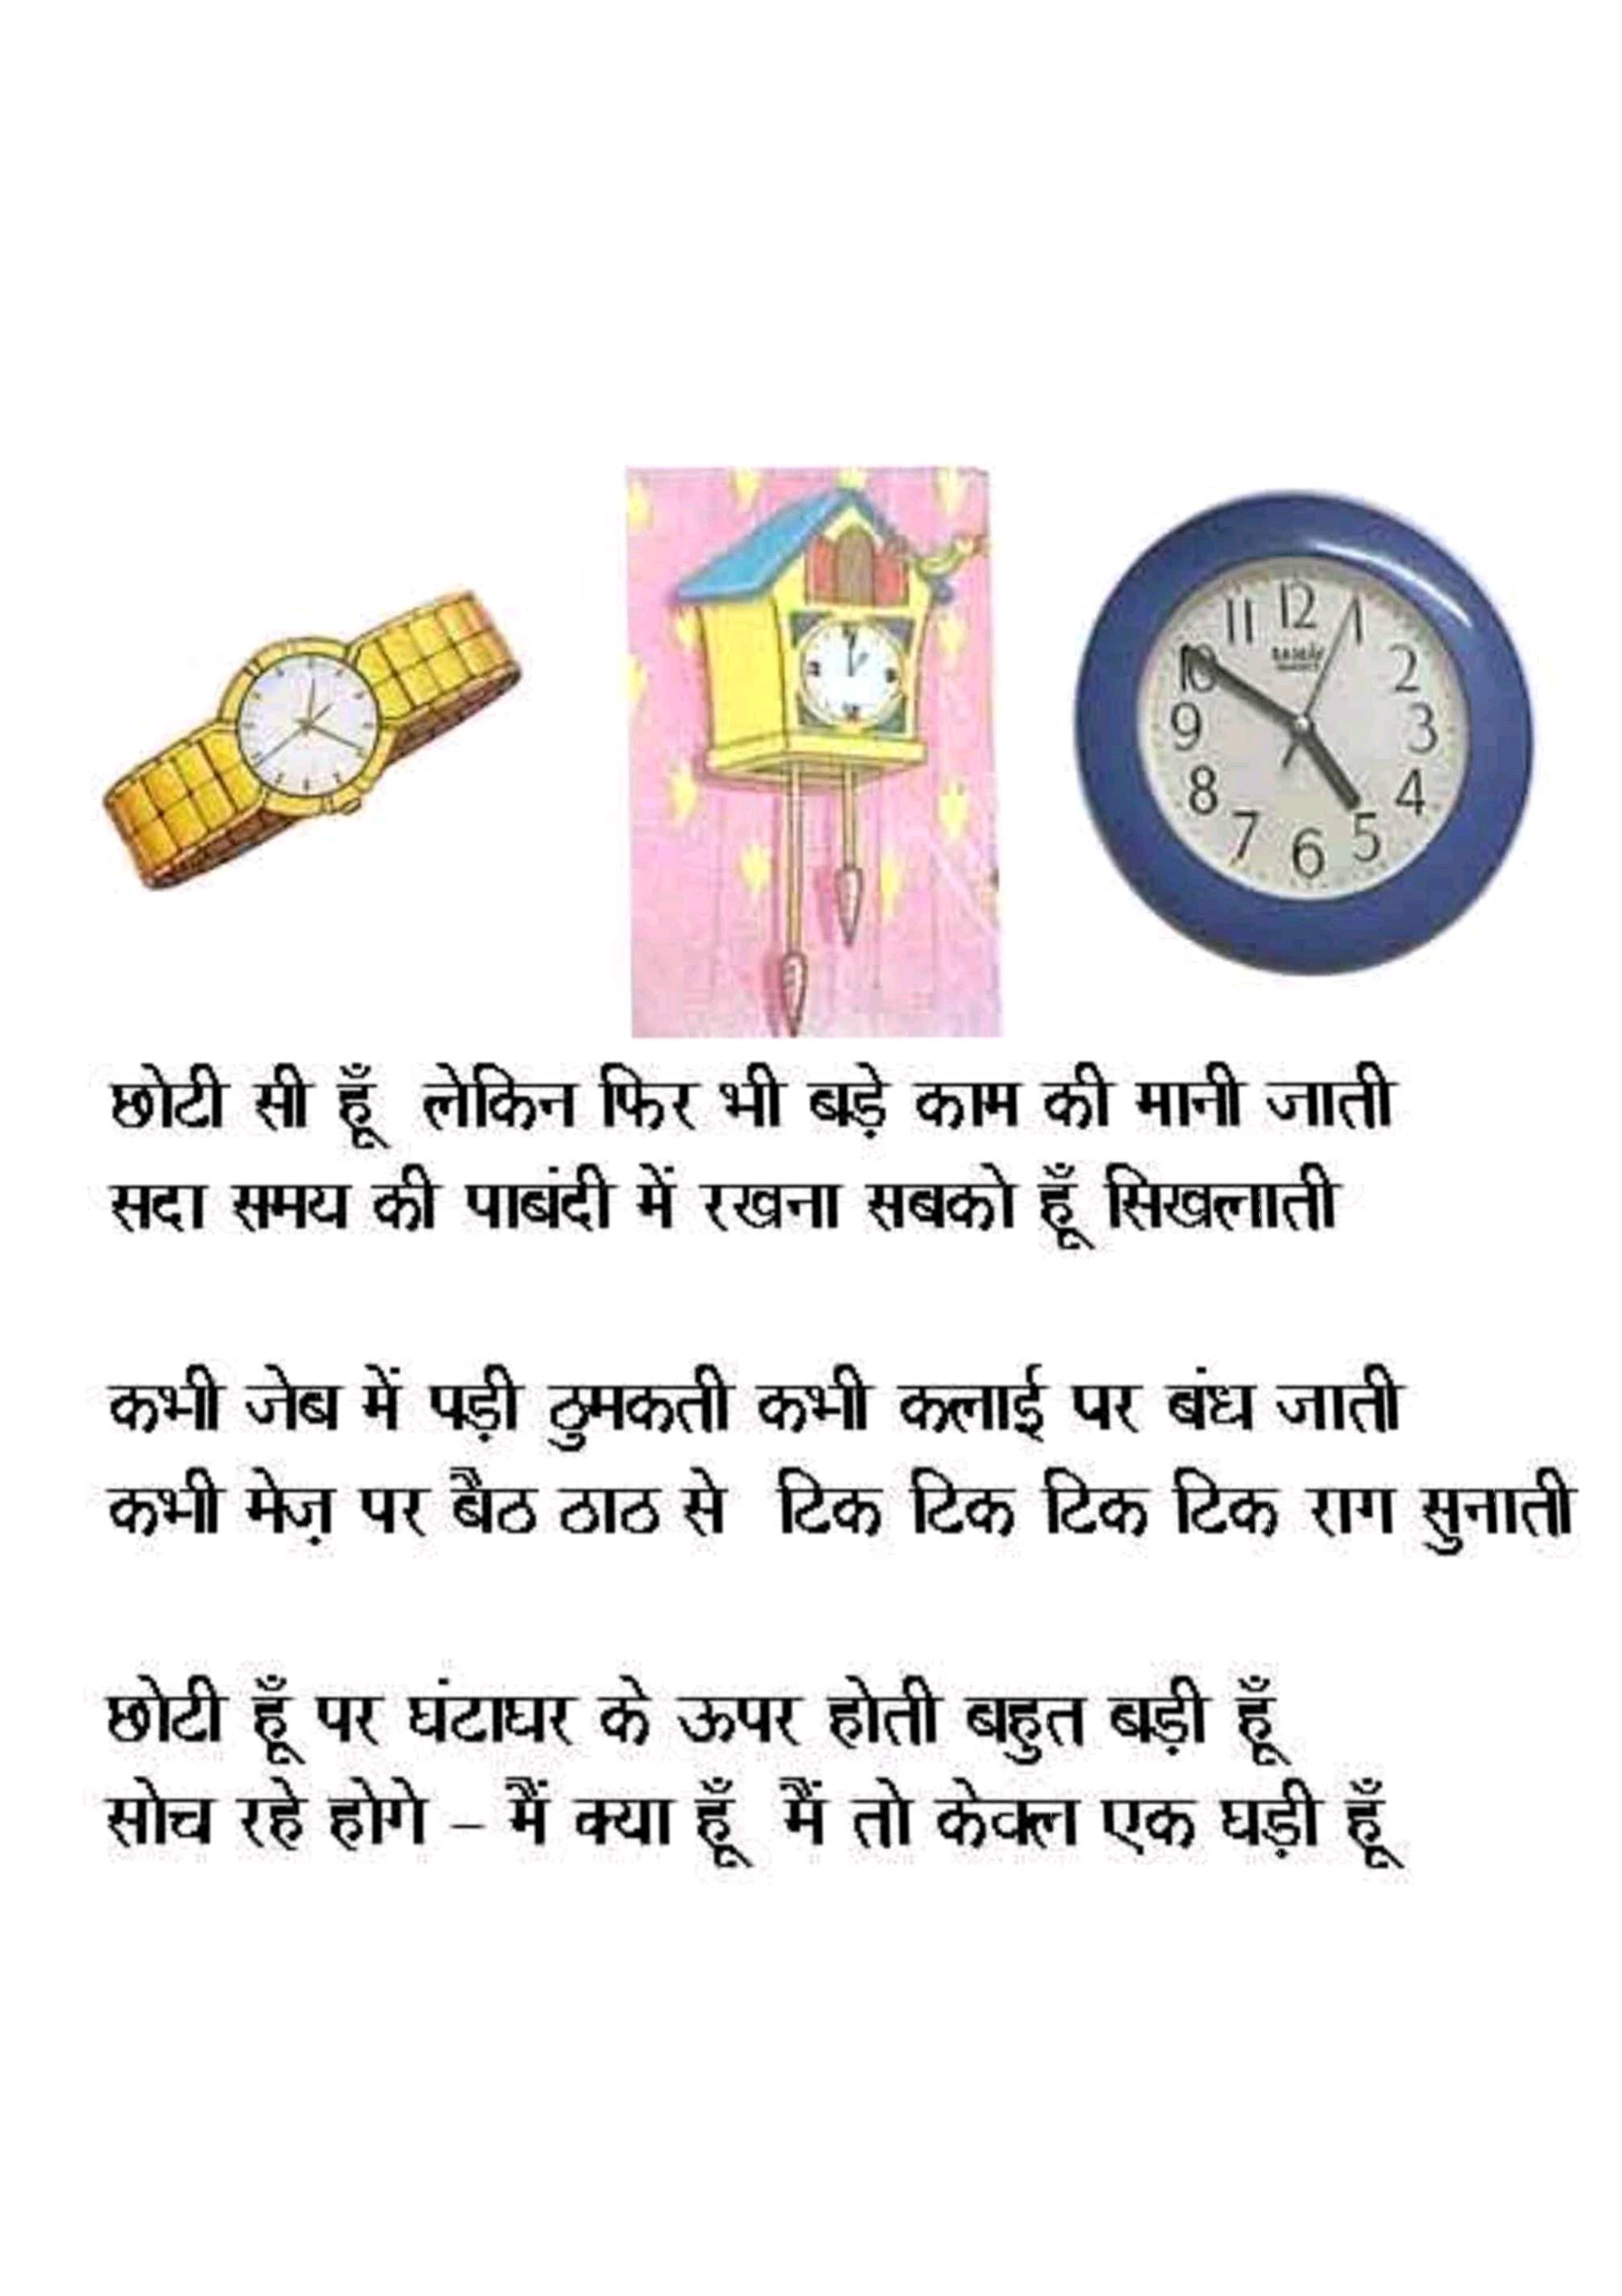 11 12 1
10 2
9 3
8 4
7 6 5
छोटी सी हूँ लेकिन फिर भी बड़े काम की मानी जाती
सदा समय की पाबंदी में रखना सबको हूँ सिखलाती
कभी जेब में पड़ी ठुमकती कभी कलाई पर बंध जाती
कभी मेज़ पर बैठ ठाठ से टिक टिक टिक टिक राग सुनाती
छोटी हूँ पर घंटाघर के ऊपर होती बहुत बड़ी हूँ
सोच रहे होगे – मैं क्या हूँ मैं तो केवल एक घड़ी हूँ